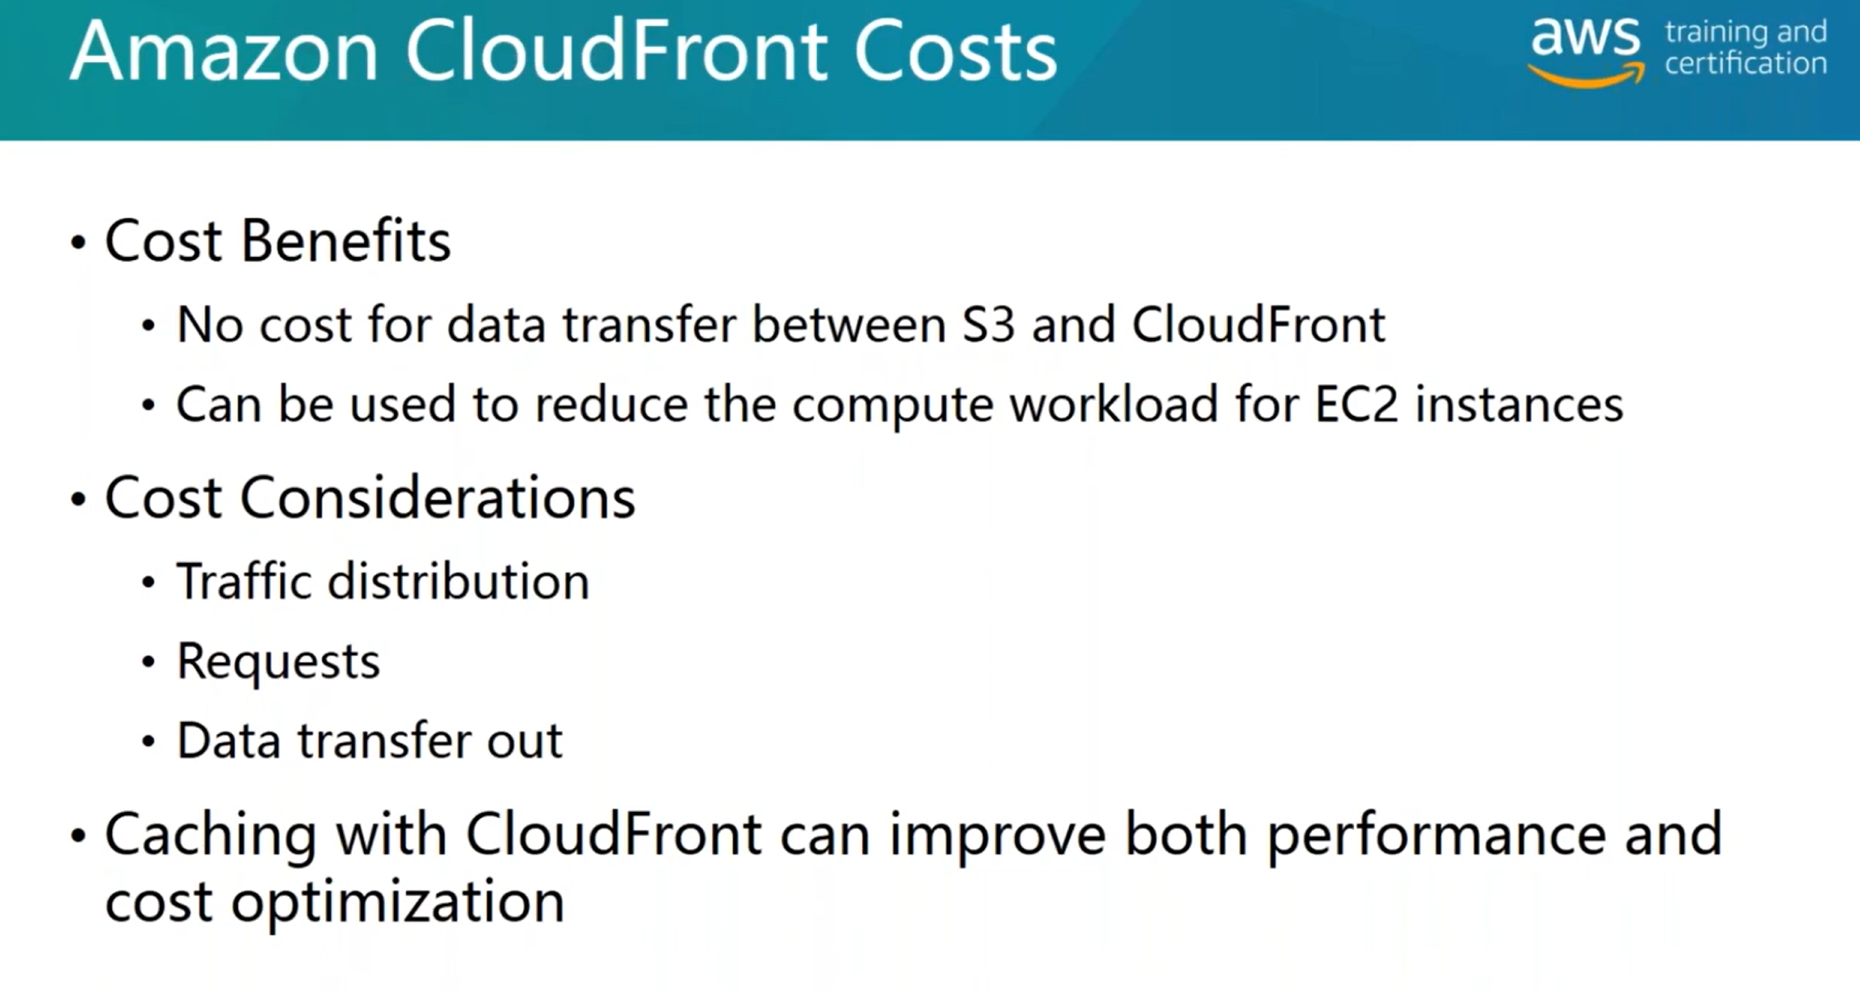 Amazon CloudFront Costs
aws training and
certification
• Cost Benefits
• No cost for data transfer between S3 and CloudFront
• Can be used to reduce the compute workload for EC2 instances
• Cost Considerations
• Traffic distribution
• Requests
• Data transfer out
• Caching with CloudFront can improve both performance and
cost optimization